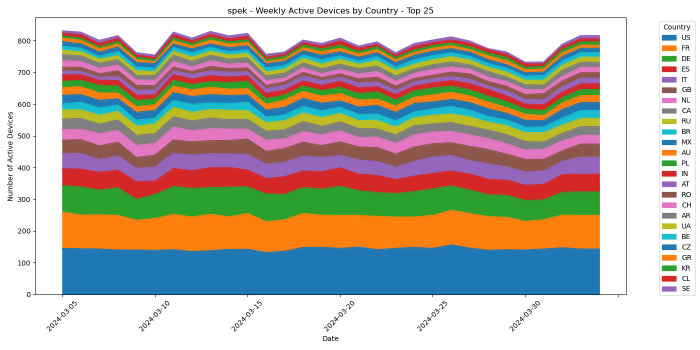 spek - Weekly Active Devices by Country - Top 25
Number of Active Devices
800
700
600
500
400
300
200
100
0
2024-03-05
2024-03-10
2024-03-15
2024-03-20
2024-03-25
2024-03-30
Date
Country
US
FR
DE
ES
IT
GB
NL
CA
RU
BR
MX
AU
PL
IN
AT
RO
CH
AR
UA
BE
CZ
GR
KR
CL
SE